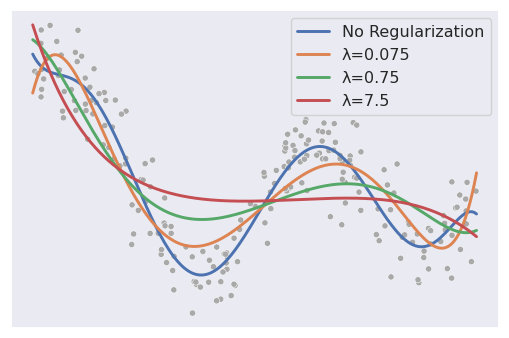 No Regularization
λ=0.075
λ=0.75
λ=7.5